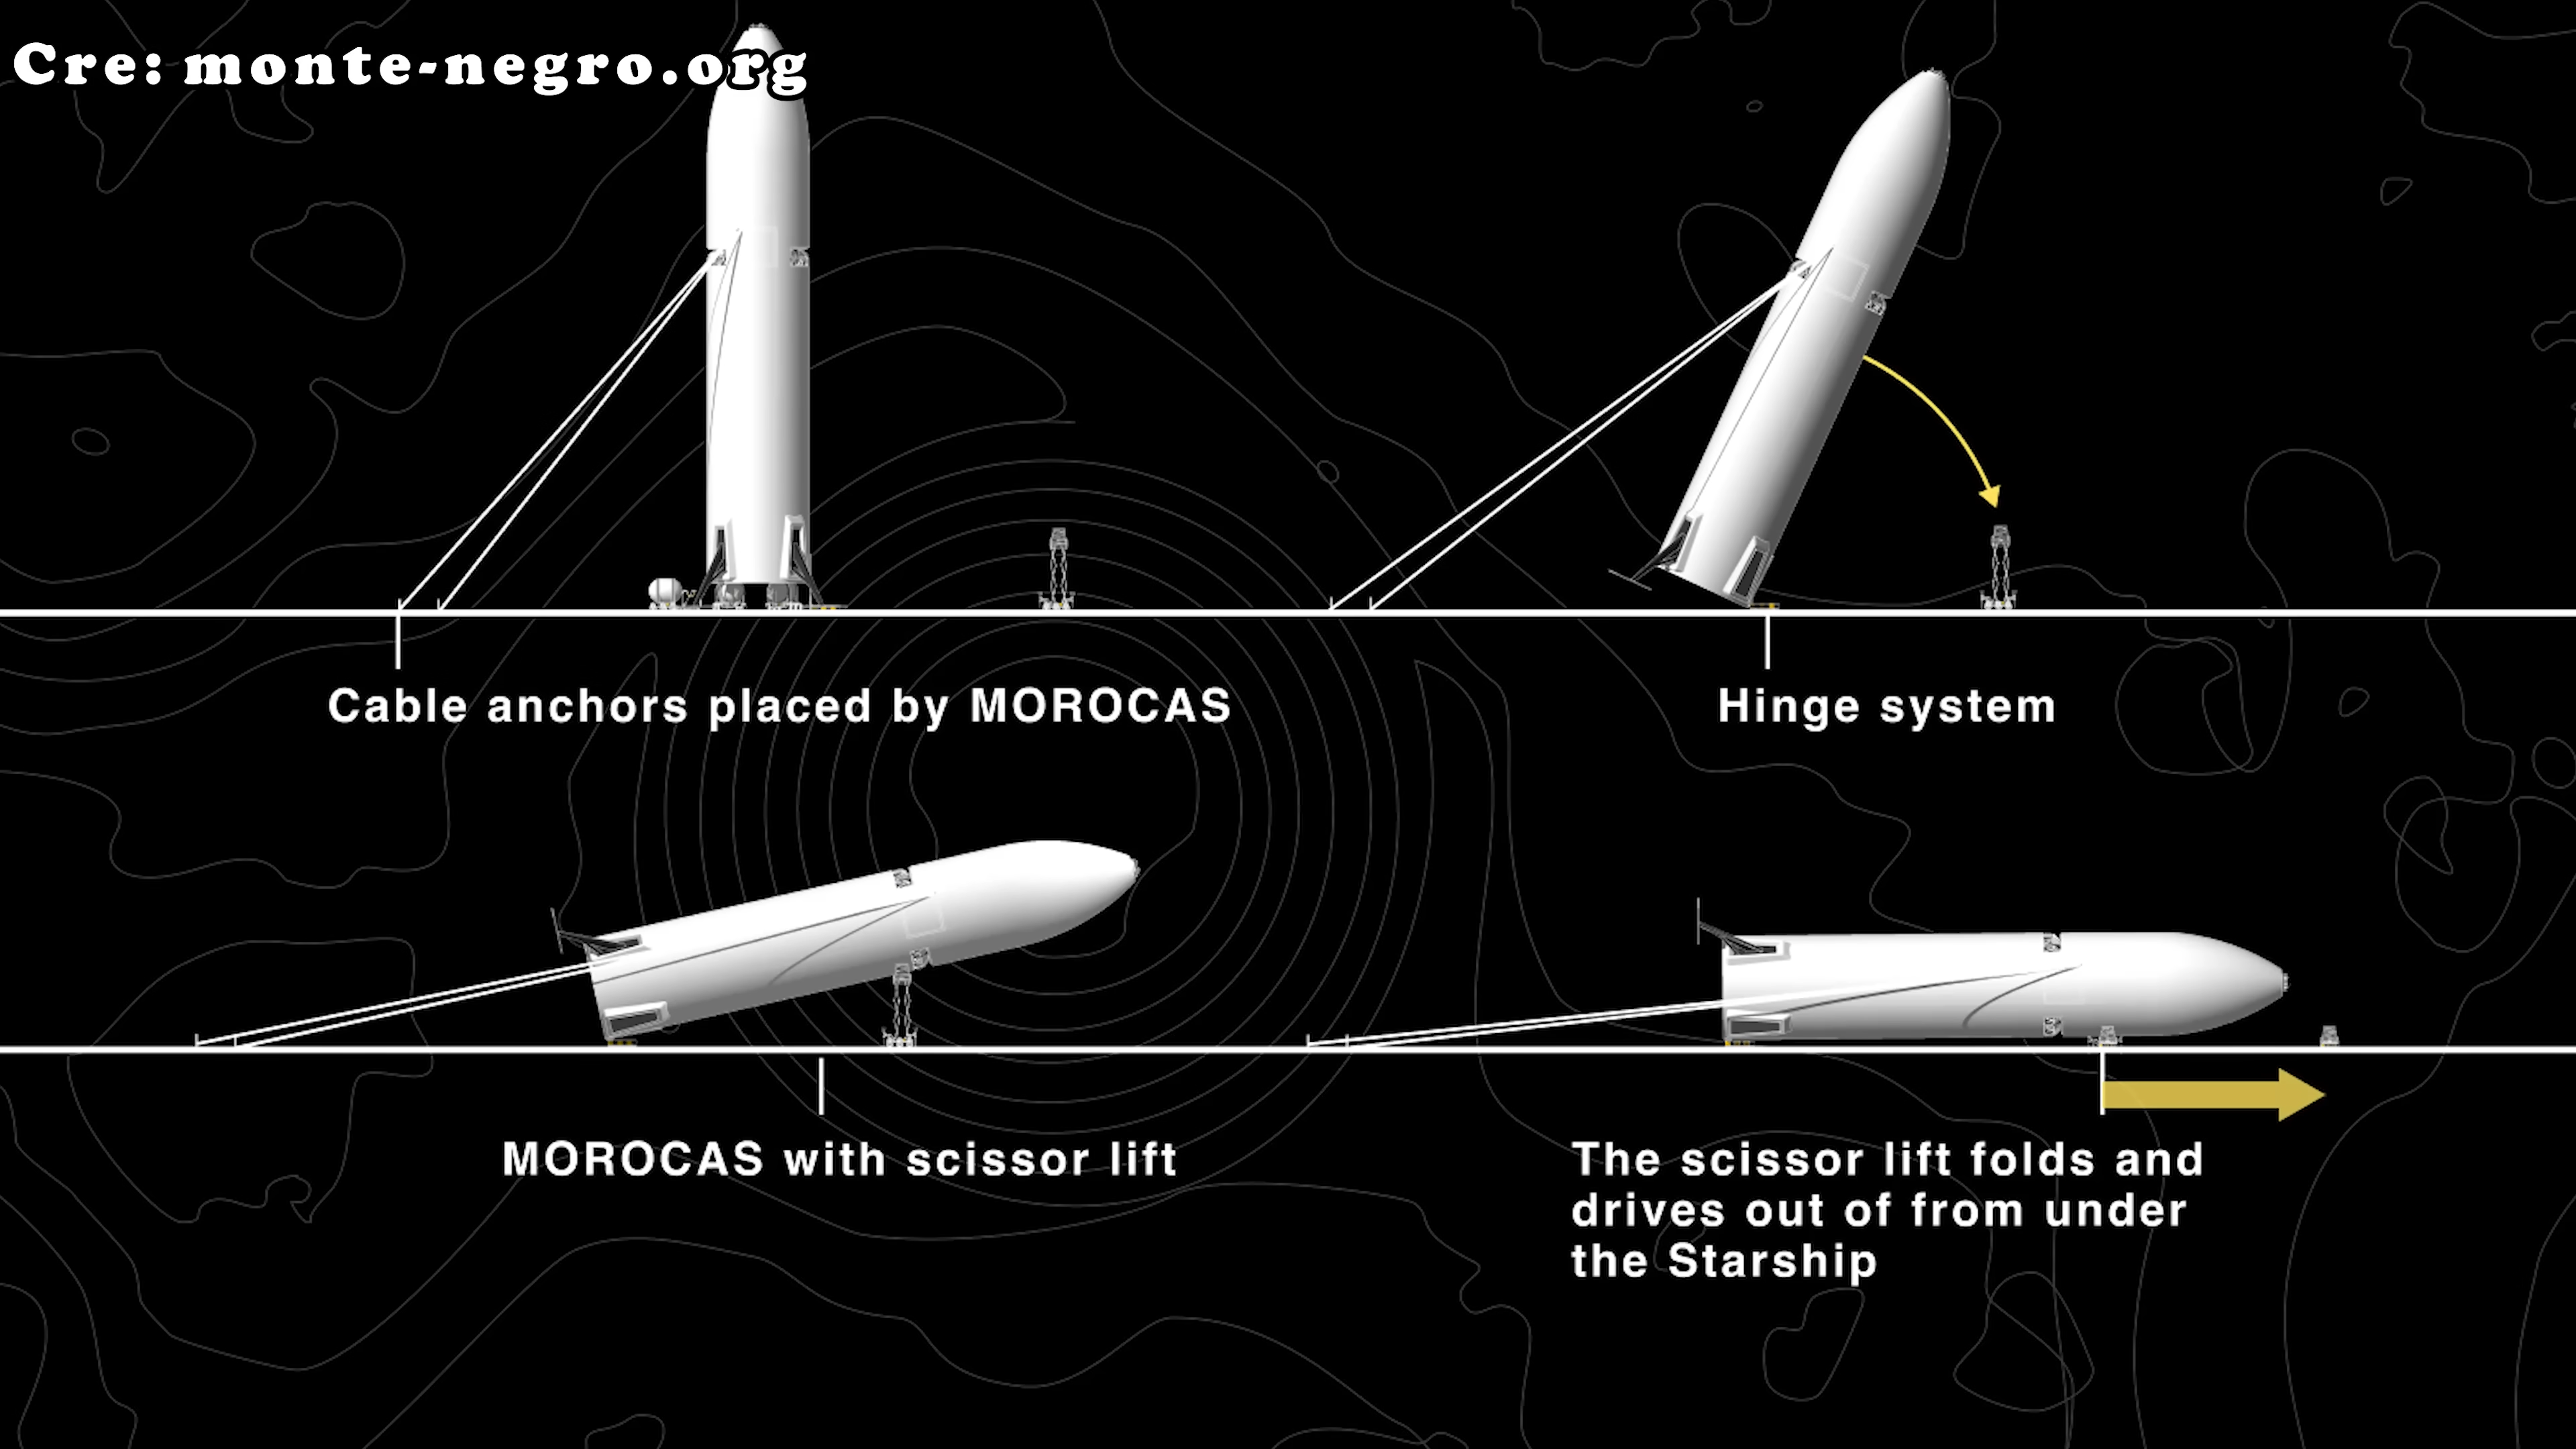 Cre: monte-negro.org
Cable anchors placed by MOROCAS
Hinge system
MOROCAS with scissor lift
The scissor lift folds and
drives out of from under
the Starship